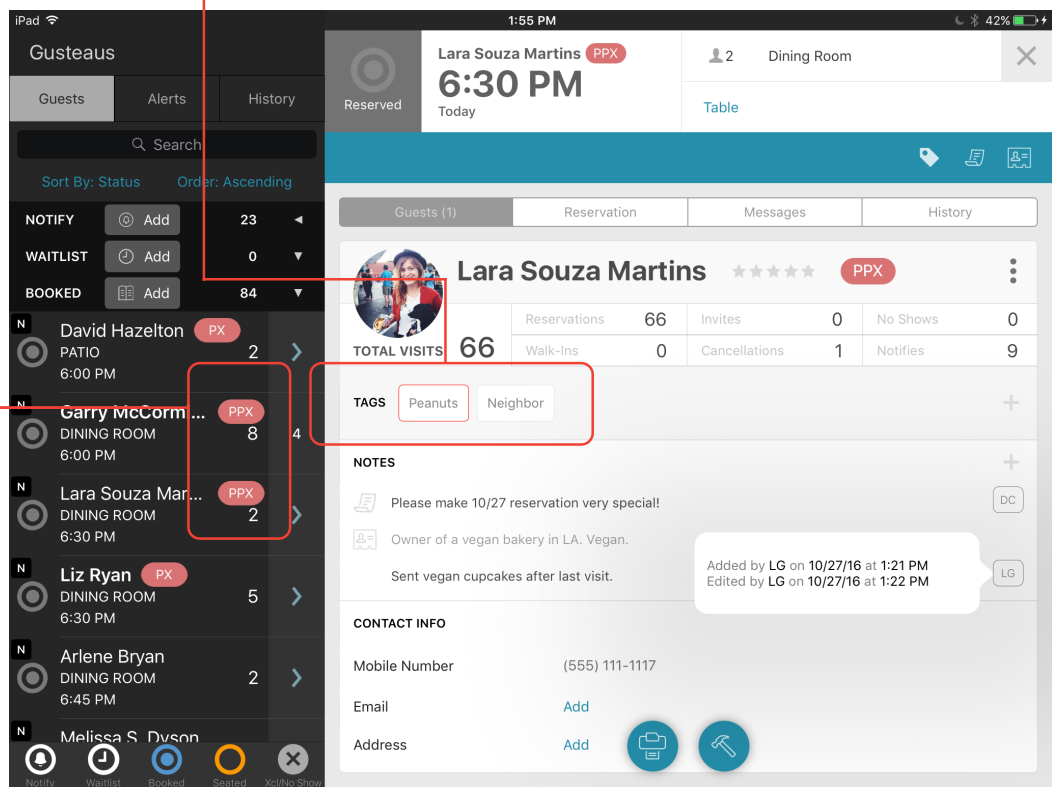 iPad 1:55 PM 42%
Gusteaus
Guests Alerts History
Search
Sort By: Status Order: Ascending
NOTIFY Add 23
WAITLIST Add 0
BOOKED Add 84
N
David Hazelton PX
PATIO 2
6:00 PM
N
Garry McCorm ... PPX
DINING ROOM 8 4
6:00 PM
N
Lara Souza Mar... PPX
DINING ROOM 2
6:30 PM
N
Liz Ryan PX
DINING ROOM 5
6:30 PM
N
Arlene Bryan
DINING ROOM 2
6:45 PM
N
Melissa S. Dyson
Notify Waitlist Booked Seated Xcl/No Show
Reserved
Lara Souza Martins PPX
6:30 PM
Today
2 Dining Room
Table
Guests (1) Reservation Messages History
Lara Souza Martins PPX
TOTAL VISITS 66
Reservations 66 Invites 0 No Shows 0
Walk-Ins 0 Cancellations 1 Notifies 9
TAGS Peanuts Neighbor
NOTES
Please make 10/27 reservation very special! DC
Owner of a vegan bakery in LA. Vegan.
Sent vegan cupcakes after last visit.
Added by LG on 10/27/16 at 1:21 PM
Edited by LG on 10/27/16 at 1:22 PM
LG
CONTACT INFO
Mobile Number (555) 111-1117
Email Add
Address Add